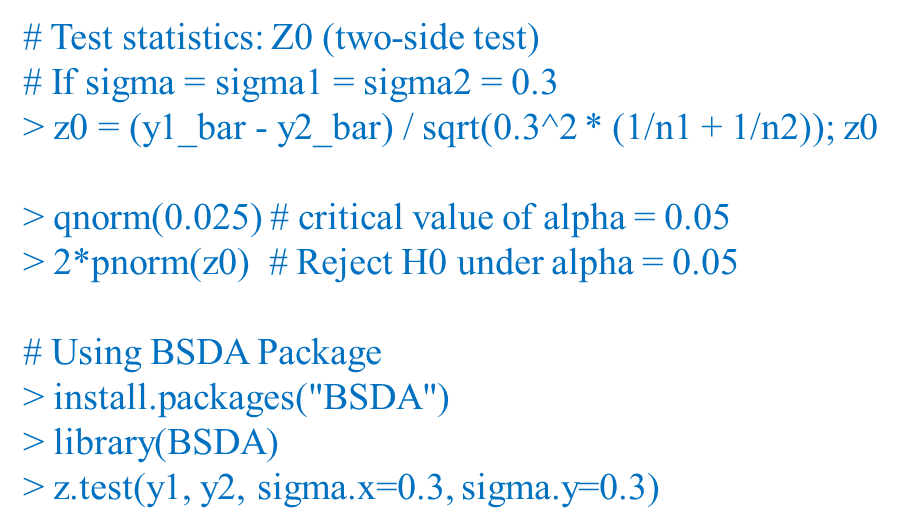 # Test statistics: Z0 (two-side test)
# If sigma = sigma1 = sigma2 = 0.3
> z0 = (y1_bar - y2_bar) / sqrt(0.3^2 * (1/n1 + 1/n2)); z0
> qnorm(0.025) # critical value of alpha = 0.05
> 2*pnorm(z0)  # Reject H0 under alpha = 0.05
# Using BSDA Package
> install.packages("BSDA")
> library(BSDA)
> z.test(y1, y2, sigma.x=0.3, sigma.y=0.3)